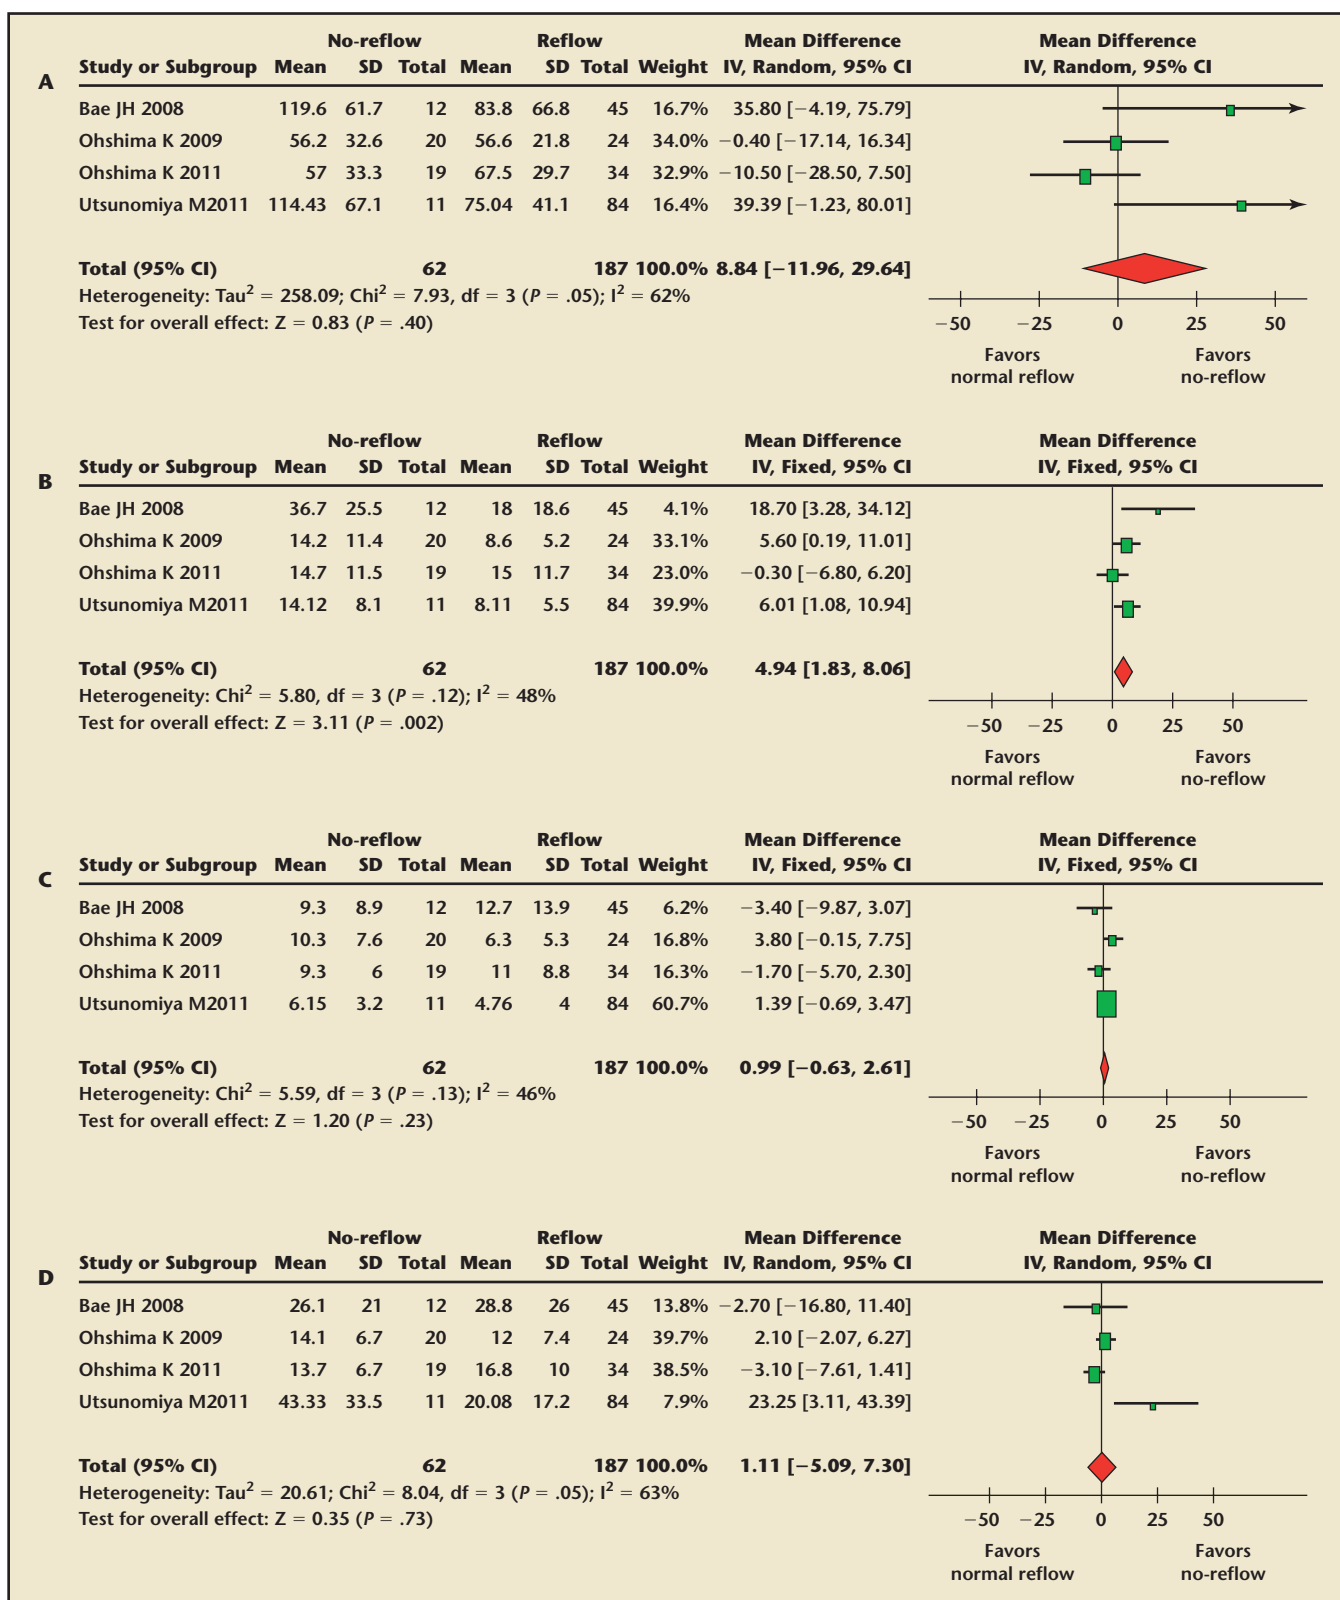 No-reflow Reflow Mean Difference Mean Difference
A Study or Subgroup Mean SD Total Mean SD Total Weight IV, Random, 95% CI IV, Random, 95% CI
Bae JH 2008 119.6 61.7 12 83.8 66.8 45 16.7% 35.80 [−4.19, 75.79]
Ohshima K 2009 56.2 32.6 20 56.6 21.8 24 34.0% −0.40 [−17.14, 16.34]
Ohshima K 2011 57 33.3 19 67.5 29.7 34 32.9% −10.50 [−28.50, 7.50]
Utsunomiya M2011 114.43 67.1 11 75.04 41.1 84 16.4% 39.39 [−1.23, 80.01]
Total (95% CI) 62 187 100.0% 8.84 [−11.96, 29.64]
Heterogeneity: Tau² = 258.09; Chi² = 7.93, df = 3 (P = .05); I² = 62%
Test for overall effect: Z = 0.83 (P = .40)
−50 −25 0 25 50
Favors Favors
normal reflow no-reflow
No-reflow Reflow Mean Difference Mean Difference
B Study or Subgroup Mean SD Total Mean SD Total Weight IV, Fixed, 95% CI IV, Fixed, 95% CI
Bae JH 2008 36.7 25.5 12 18 18.6 45 4.1% 18.70 [3.28, 34.12]
Ohshima K 2009 14.2 11.4 20 8.6 5.2 24 33.1% 5.60 [0.19, 11.01]
Ohshima K 2011 14.7 11.5 19 15 11.7 34 23.0% −0.30 [−6.80, 6.20]
Utsunomiya M2011 14.12 8.1 11 8.11 5.5 84 39.9% 6.01 [1.08, 10.94]
Total (95% CI) 62 187 100.0% 4.94 [1.83, 8.06]
Heterogeneity: Chi² = 5.80, df = 3 (P = .12); I² = 48%
Test for overall effect: Z = 3.11 (P = .002)
−50 −25 0 25 50
Favors Favors
normal reflow no-reflow
No-reflow Reflow Mean Difference Mean Difference
C Study or Subgroup Mean SD Total Mean SD Total Weight IV, Fixed, 95% CI IV, Fixed, 95% CI
Bae JH 2008 9.3 8.9 12 12.7 13.9 45 6.2% −3.40 [−9.87, 3.07]
Ohshima K 2009 10.3 7.6 20 6.3 5.3 24 16.8% 3.80 [−0.15, 7.75]
Ohshima K 2011 9.3 6 19 11 8.8 34 16.3% −1.70 [−5.70, 2.30]
Utsunomiya M2011 6.15 3.2 11 4.76 4 84 60.7% 1.39 [−0.69, 3.47]
Total (95% CI) 62 187 100.0% 0.99 [−0.63, 2.61]
Heterogeneity: Chi² = 5.59, df = 3 (P = .13); I² = 46%
Test for overall effect: Z = 1.20 (P = .23)
−50 −25 0 25 50
Favors Favors
normal reflow no-reflow
No-reflow Reflow Mean Difference Mean Difference
D Study or Subgroup Mean SD Total Mean SD Total Weight IV, Random, 95% CI IV, Random, 95% CI
Bae JH 2008 26.1 21 12 28.8 26 45 13.8% −2.70 [−16.80, 11.40]
Ohshima K 2009 14.1 6.7 20 12 7.4 24 39.7% 2.10 [−2.07, 6.27]
Ohshima K 2011 13.7 6.7 19 16.8 10 34 38.5% −3.10 [−7.61, 1.41]
Utsunomiya M2011 43.33 33.5 11 20.08 17.2 84 7.9% 23.25 [3.11, 43.39]
Total (95% CI) 62 187 100.0% 1.11 [−5.09, 7.30]
Heterogeneity: Tau² = 20.61; Chi² = 8.04, df = 3 (P = .05); I² = 63%
Test for overall effect: Z = 0.35 (P = .73)
−50 −25 0 25 50
Favors Favors
normal reflow no-reflow